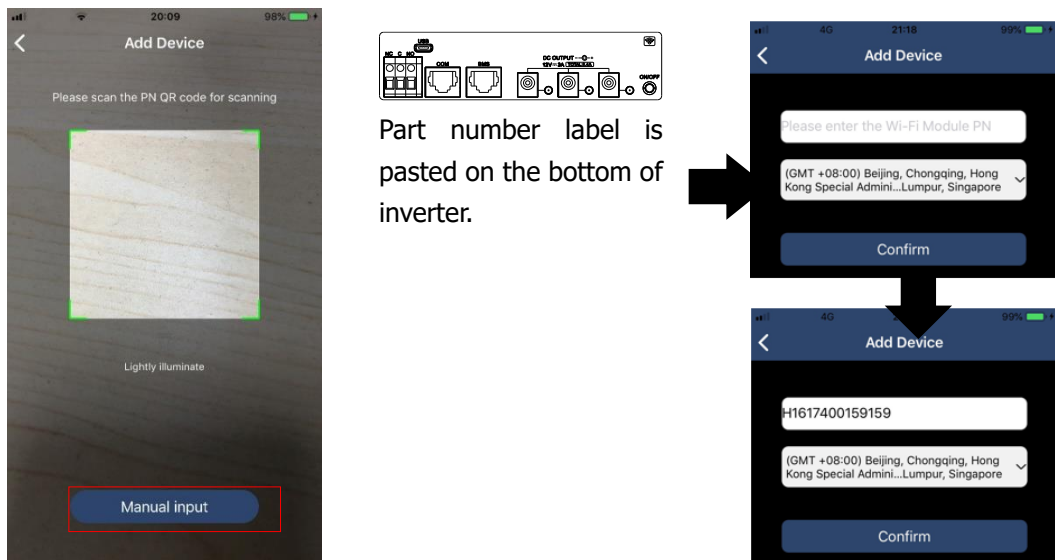 20:09
98%
Add Device
Please scan the PN QR code for scanning
Lightly illuminate
Manual input
USB
NC C NO
COM
BMS
DC OUTPUT
ON/OFF
Part number label is
pasted on the bottom of
inverter.
4G
21:18
99%
Add Device
Please enter the Wi-Fi Module PN
(GMT +08:00) Beijing, Chongqing, Hong
Kong Special Admini...Lumpur, Singapore
Confirm
4G
99%
Add Device
H1617400159159
(GMT +08:00) Beijing, Chongqing, Hong
Kong Special Admini...Lumpur, Singapore
Confirm